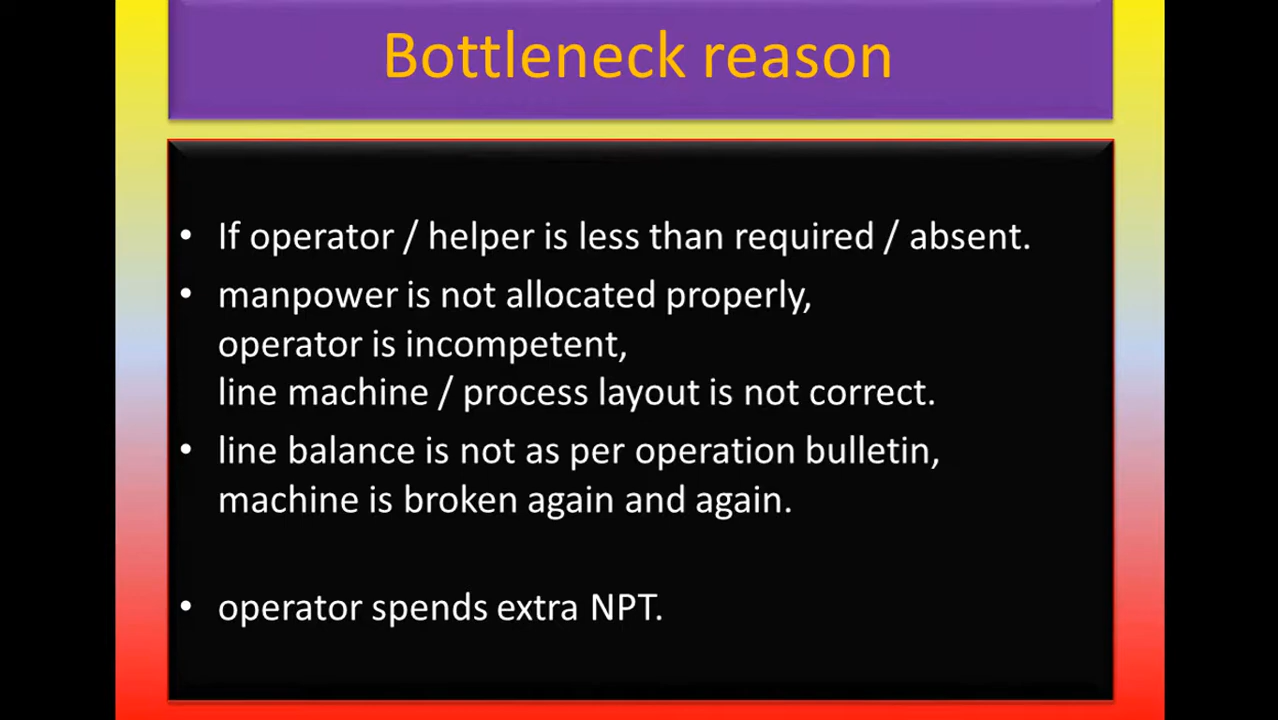 Bottleneck reason
• If operator / helper is less than required / absent.
• manpower is not allocated properly,
operator is incompetent,
line machine / process layout is not correct.
• line balance is not as per operation bulletin,
machine is broken again and again.
• operator spends extra NPT.